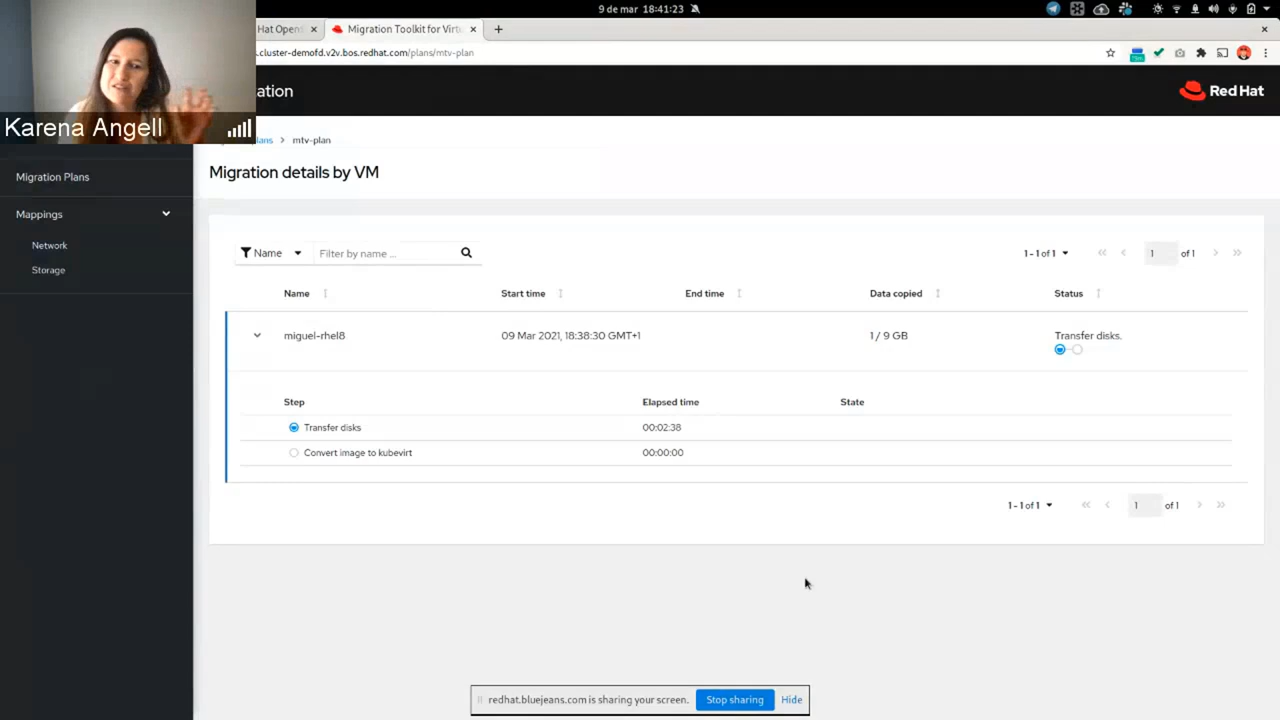 9 de mar 18:41:23
Hat Open
Migration Toolkit for Virtu
.cluster-demofd.v2v.bos.redhat.com/plans/mtv-plan
ation
Red Hat
Karena Angell
lans > mtv-plan
Migration Plans
Migration details by VM
Mappings
Network
Storage
Name Filter by name ... 1 - 1 of 1 1 of 1
Name Start time End time Data copied Status
miguel-rhel8 09 Mar 2021, 18:38:30 GMT+1 1 / 9 GB Transfer disks.
Step Elapsed time State
Transfer disks 00:02:38
Convert image to kubevirt 00:00:00
1 - 1 of 1 1 of 1
redhat.bluejeans.com is sharing your screen. Stop sharing Hide